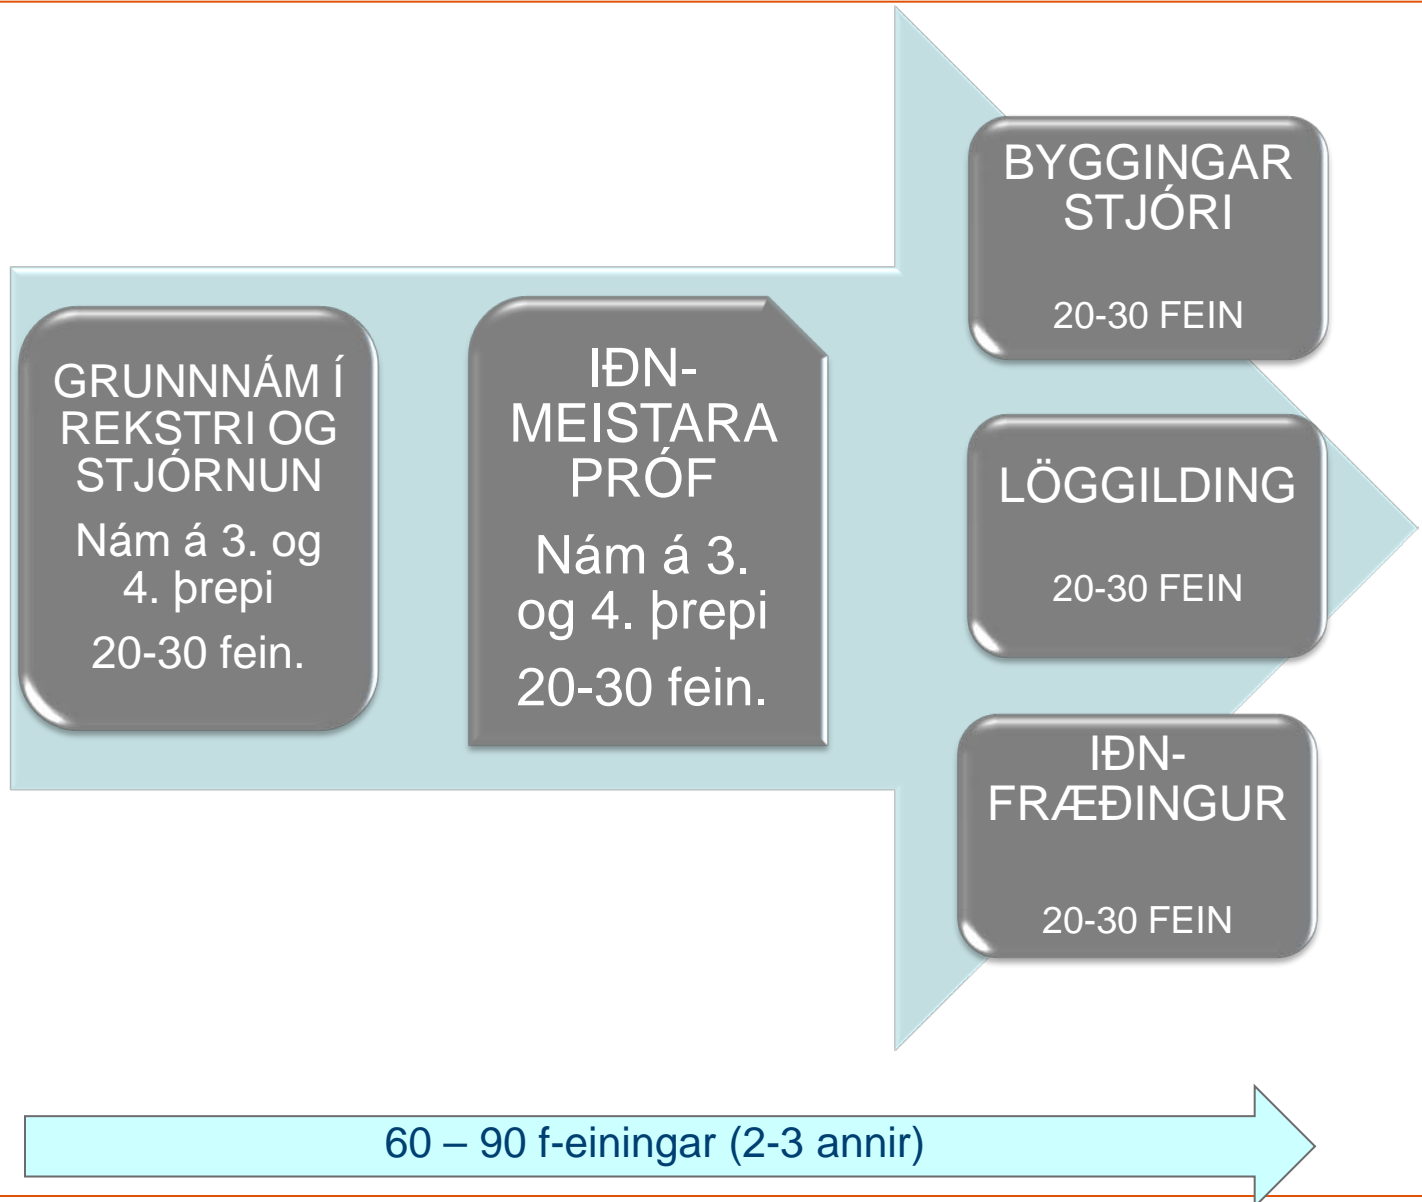 GRUNNNÁM Í
REKSTRI OG
STJÓRNUN
Nám á 3. og
4. þrepi
20-30 fein.
IÐN-
MEISTARA
PRÓF
Nám á 3.
og 4. þrepi
20-30 fein.
BYGGINGAR
STJÓRI
20-30 FEIN
LÖGGILDING
20-30 FEIN
IÐN-
FRÆÐINGUR
20-30 FEIN
60 – 90 f-einingar (2-3 annir)